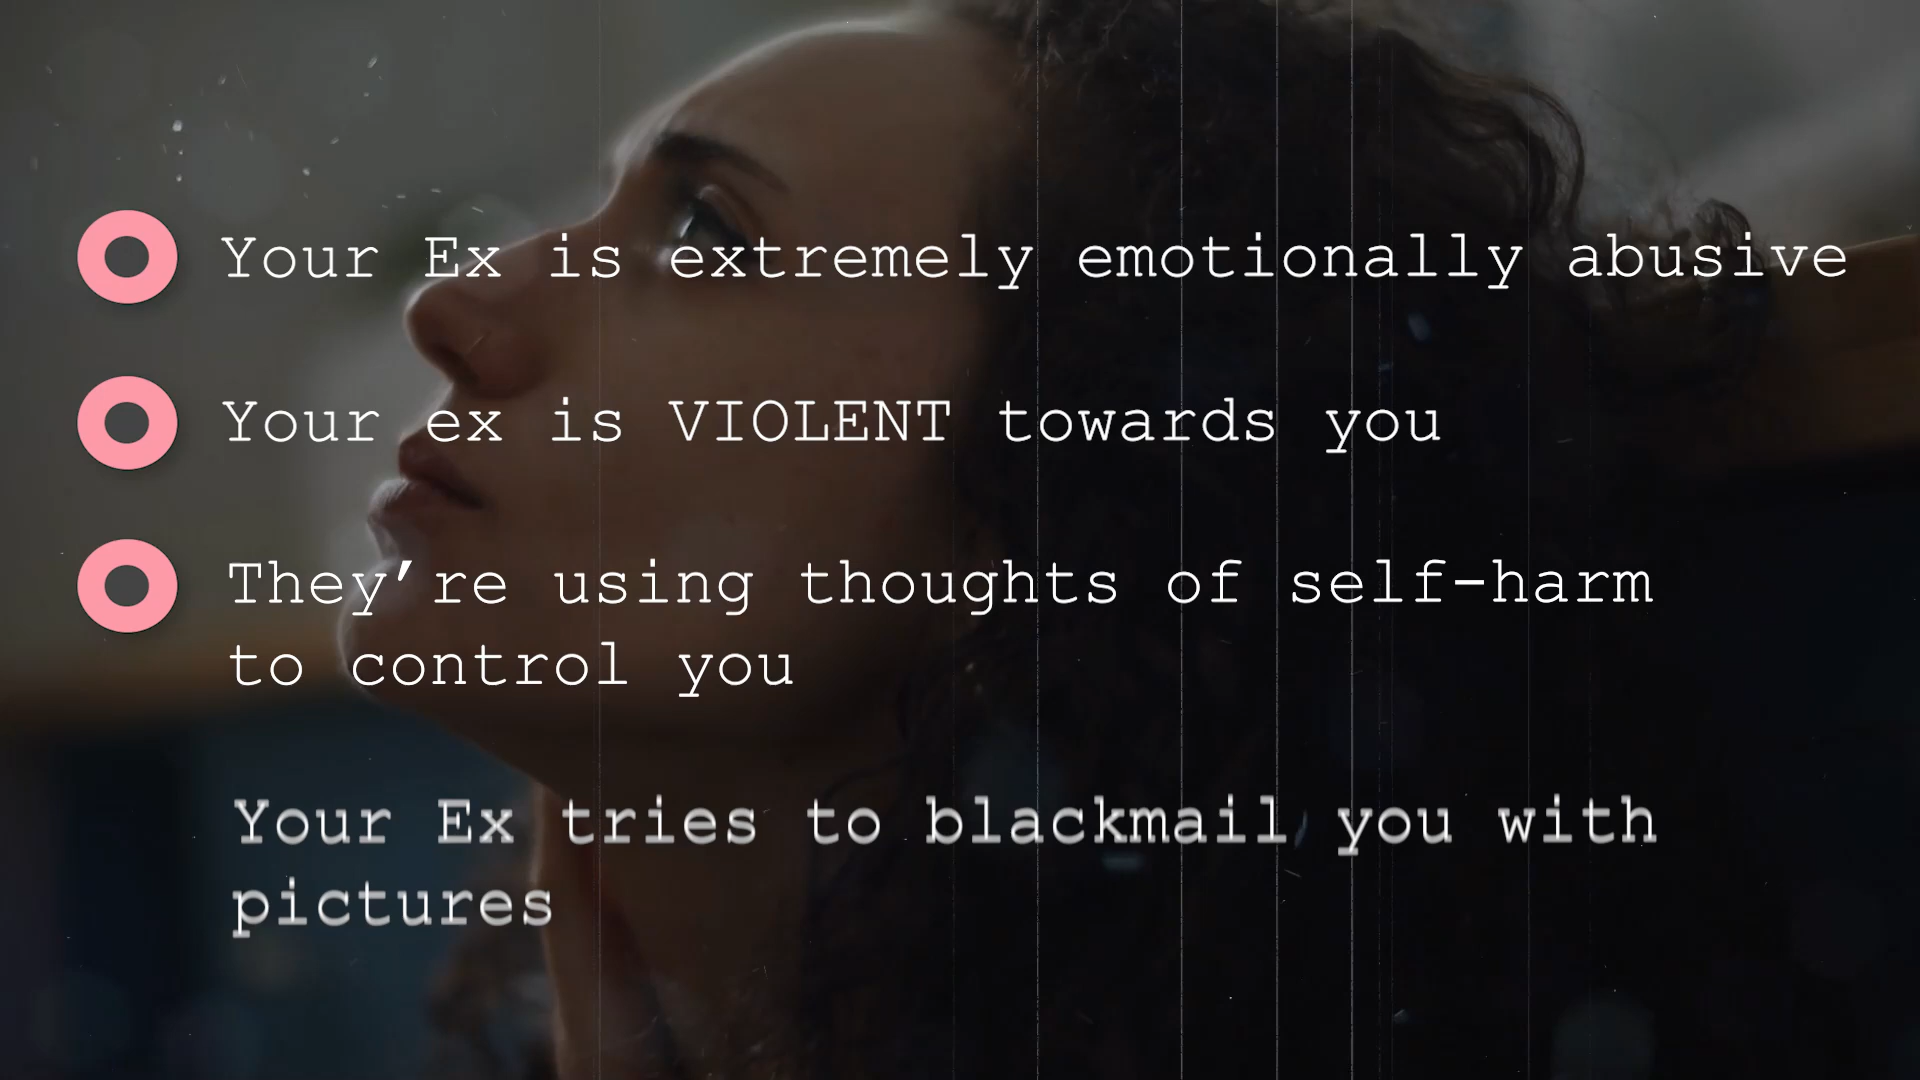 Your Ex is extremely emotionally abusive
Your ex is VIOLENT towards you
They’re using thoughts of self-harm
to control you
Your Ex tries to blackmail you with
pictures